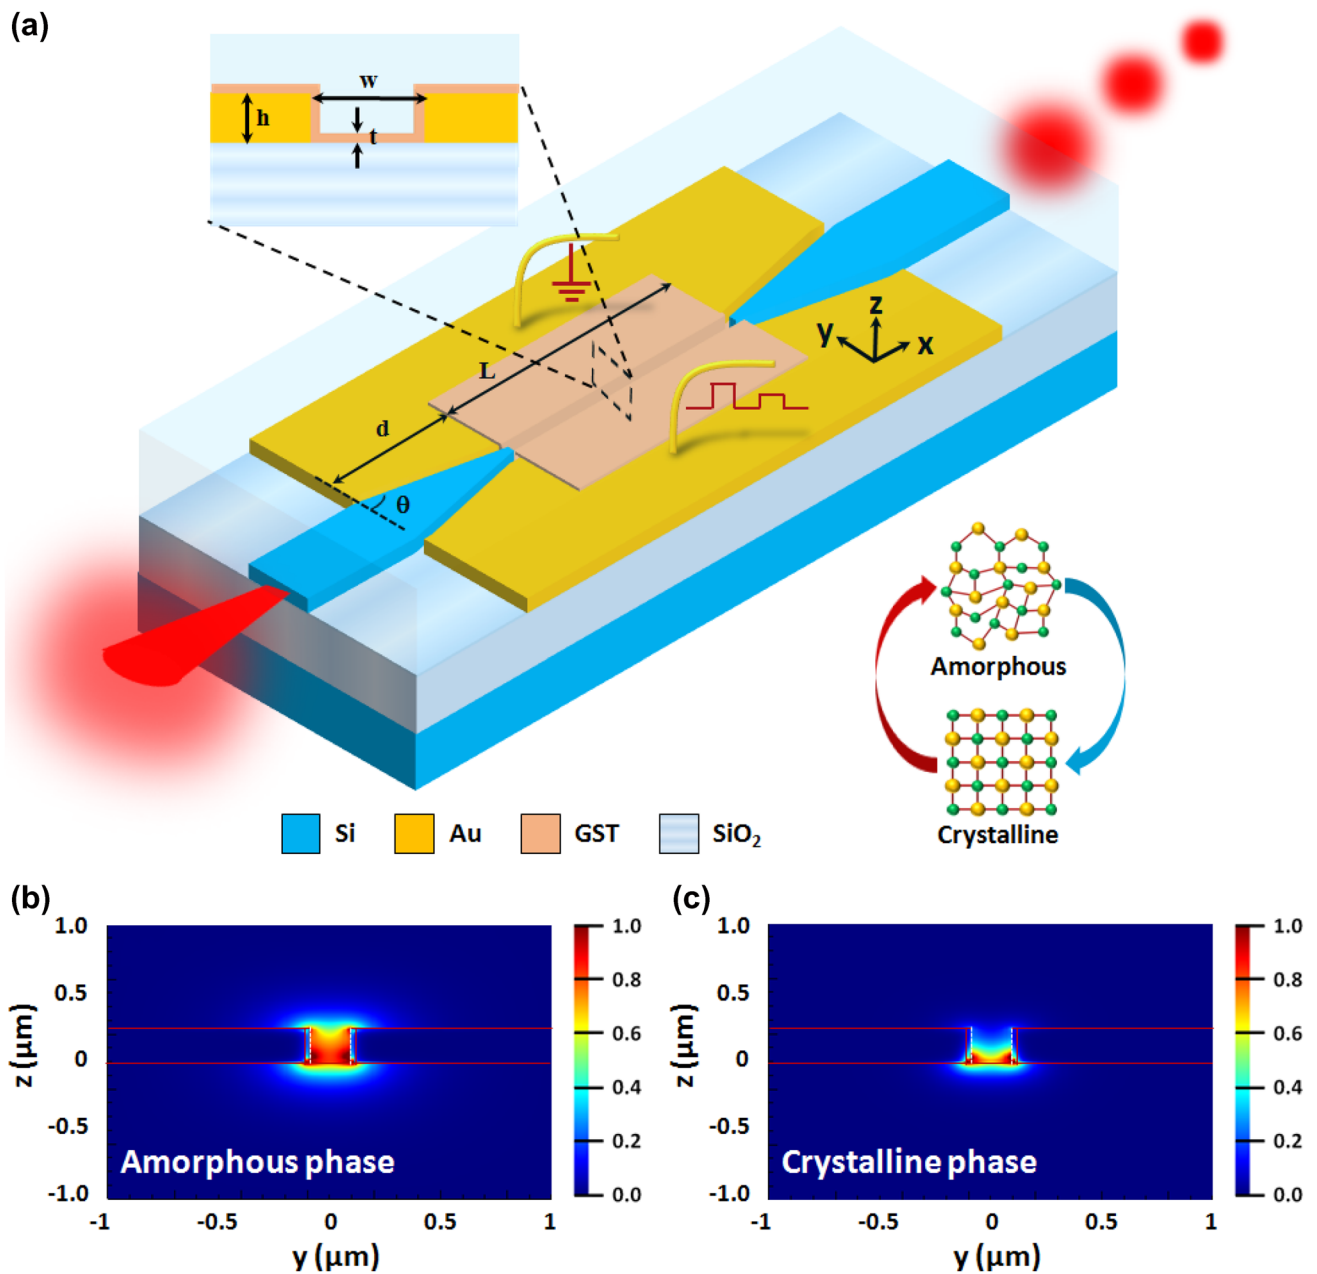 (a)
w
h
t
z
y
x
L
d
θ
Amorphous
Crystalline
Si
Au
GST
SiO₂
(b)
1.0
0.5
0
-0.5
-1.0
z (μm)
Amorphous phase
-1
-0.5
0
0.5
1
y (μm)
1.0
0.8
0.6
0.4
0.2
0.0
(c)
1.0
0.5
0
-0.5
-1.0
z (μm)
Crystalline phase
-1
-0.5
0
0.5
1
y (μm)
1.0
0.8
0.6
0.4
0.2
0.0